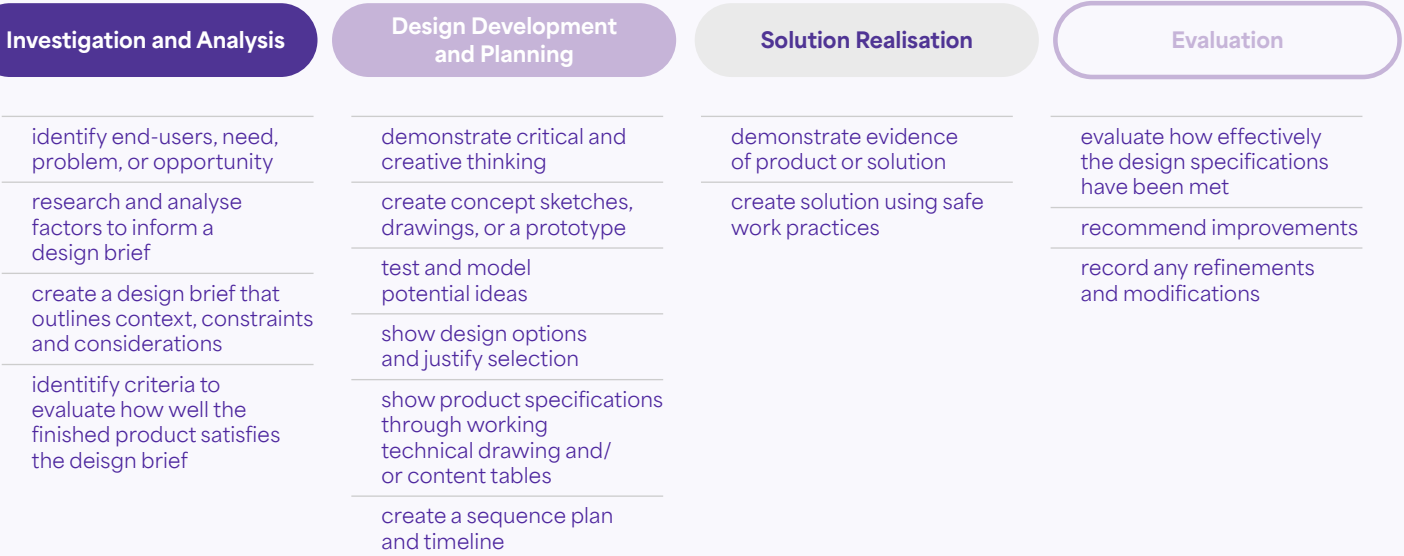 Investigation and Analysis
identify end-users, need,
problem, or opportunity
research and analyse
factors to inform a
design brief
create a design brief that
outlines context, constraints
and considerations
identitify criteria to
evaluate how well the
finished product satisfies
the deisgn brief
Design Development
and Planning
demonstrate critical and
creative thinking
create concept sketches,
drawings, or a prototype
test and model
potential ideas
show design options
and justify selection
show product specifications
through working
technical drawing and/
or content tables
create a sequence plan
and timeline
Solution Realisation
demonstrate evidence
of product or solution
create solution using safe
work practices
Evaluation
evaluate how effectively
the design specifications
have been met
recommend improvements
record any refinements
and modifications